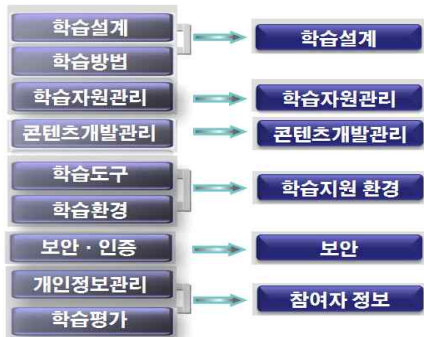 학습설계
학습방법
학습설계
학습자원관리
학습자원관리
콘텐츠개발관리
콘텐츠개발관리
학습도구
학습환경
학습지원 환경
보안 · 인증
보안
개인정보관리
학습평가
참여자 정보